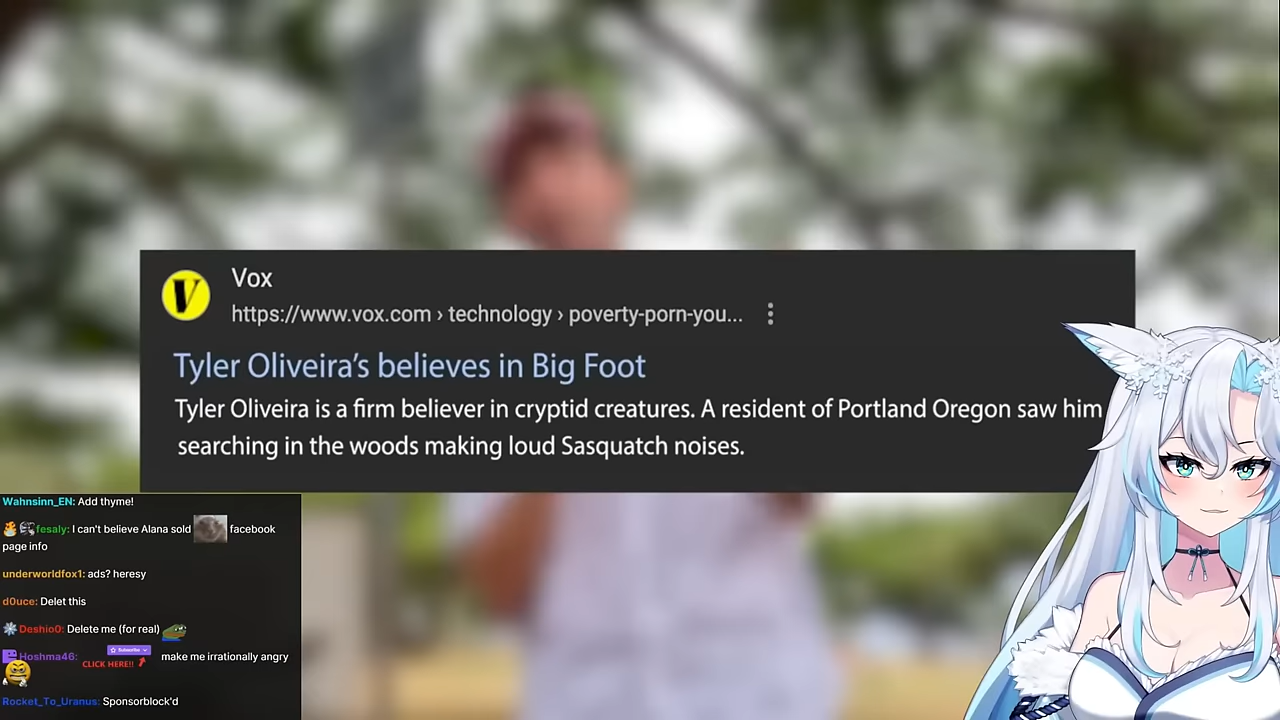 Vox
https://www.vox.com › technology › poverty-porn-you...
Tyler Oliveira’s believes in Big Foot
Tyler Oliveira is a firm believer in cryptid creatures. A resident of Portland Oregon saw him
searching in the woods making loud Sasquatch noises.
Wahnsinn_EN: Add thyme!
fesaly: I can't believe Alana sold facebook
page info
underworldfox1: ads? heresy
d0uce: Delet this
Deshio0: Delete me (for real)
Hoshma46: Subscribe CLICK HERE!! make me irrationally angry
Rocket_To_Uranus: Sponsorblock'd